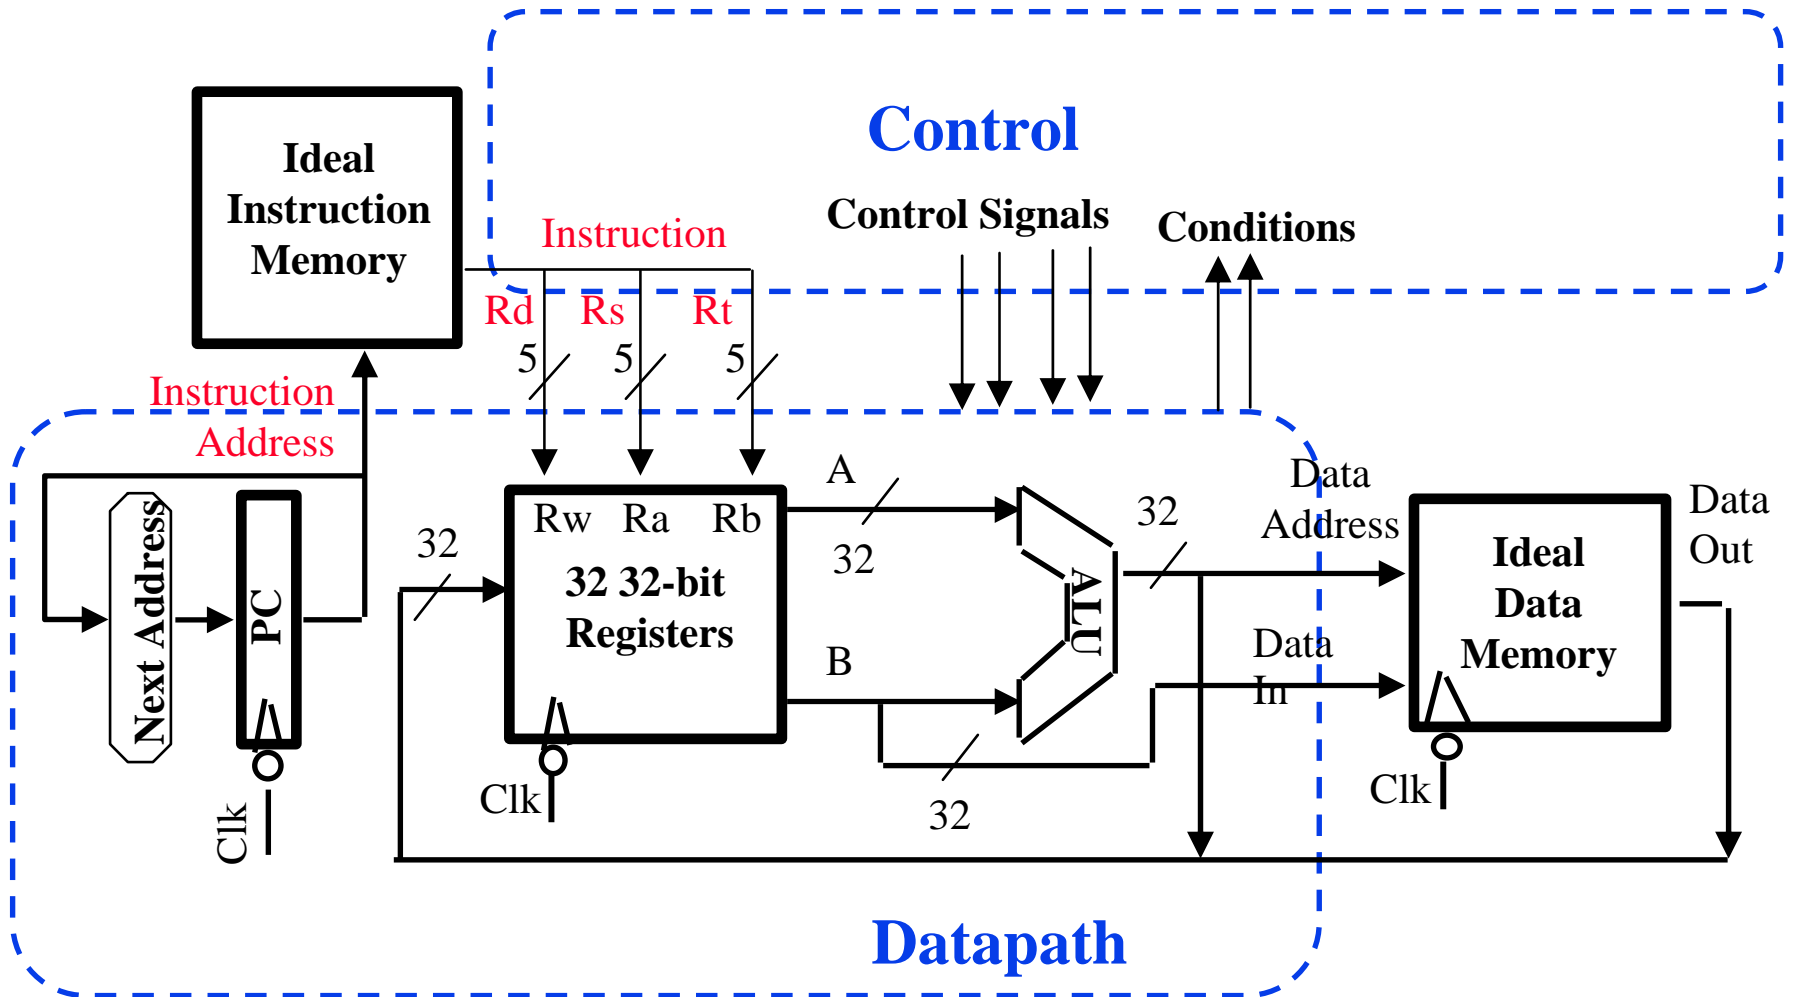 Control
Ideal
Instruction
Memory
Control Signals
Conditions
Instruction
Rd
Rs
Rt
5
5
5
Instruction
Address
Next Address
PC
Clk
32
Rw Ra Rb
32 32-bit
Registers
Clk
A
32
B
32
ALU
32
Data
Address
Data
In
Ideal
Data
Memory
Clk
Data
Out
Datapath